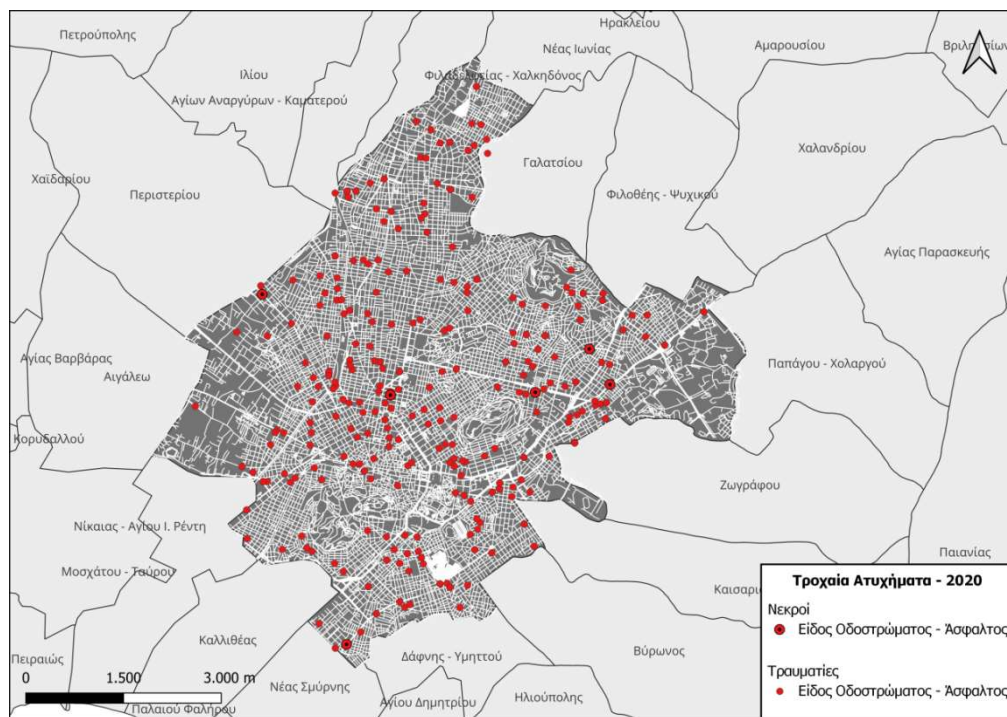 Ηρακλείου
Πετρούπολης
Νέας Ιωνίας
Αμαρουσίου
Βριλησσίων
Ιλίου
Φιλαδελφείας - Χαλκηδόνος
Αγίων Αναργύρων - Καματερού
Χαλανδρίου
Γαλατσίου
Χαϊδαρίου
Περιστερίου
Φιλοθέης - Ψυχικού
Αγίας Παρασκευής
Αγίας Βαρβάρας
Παπάγου - Χολαργού
Αιγάλεω
Κορυδαλλού
Ζωγράφου
Νίκαιας - Αγίου Ι. Ρέντη
Παιανίας
Μοσχάτου - Ταύρου
Καισαρι
Καλλιθέας
Βύρωνος
Πειραιώς
Δάφνης - Υμηττού
Νέας Σμύρνης
Ηλιούπολης
Αγίου Δημητρίου
Παλαιού Φαλήρου
0 1.500 3.000 m
Τροχαία Ατυχήματα - 2020
Νεκροί
Είδος Οδοστρώματος - Άσφαλτος
Τραυματίες
Είδος Οδοστρώματος - Άσφαλτος